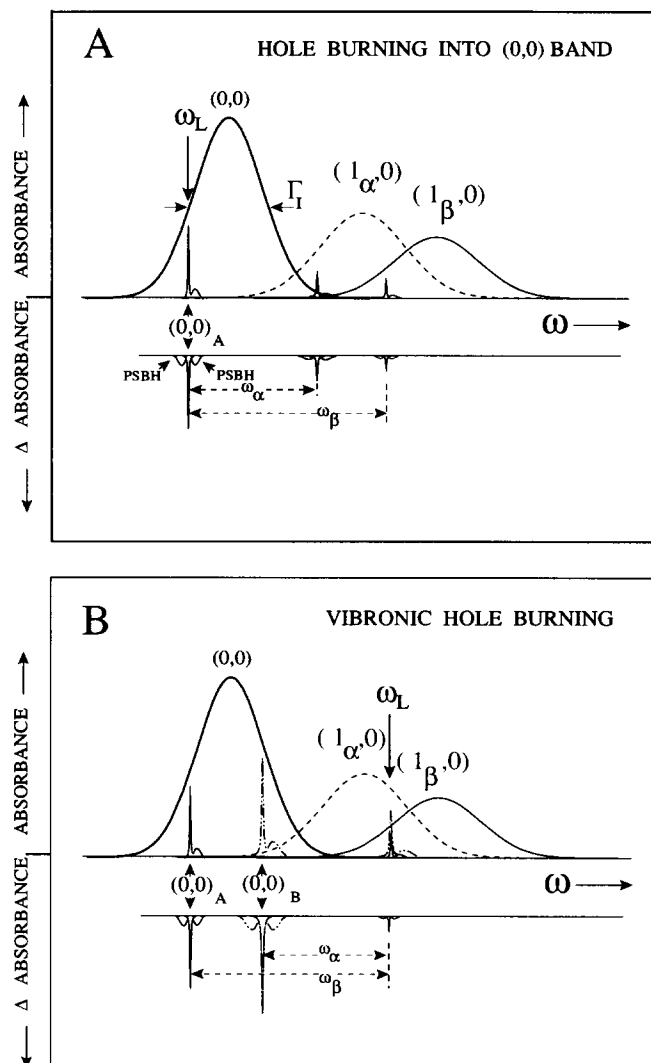 A
HOLE BURNING INTO (0,0) BAND
(0,0)
ω_L
(1_α,0)
(1_β,0)
Γ_I
ABSORBANCE
Δ ABSORBANCE
(0,0)_A
ω
PSBH
PSBH
ω_α
ω_β
B
VIBRONIC HOLE BURNING
(0,0)
ω_L
(1_α,0)
(1_β,0)
ABSORBANCE
Δ ABSORBANCE
(0,0)_A
(0,0)_B
ω
ω_α
ω_β